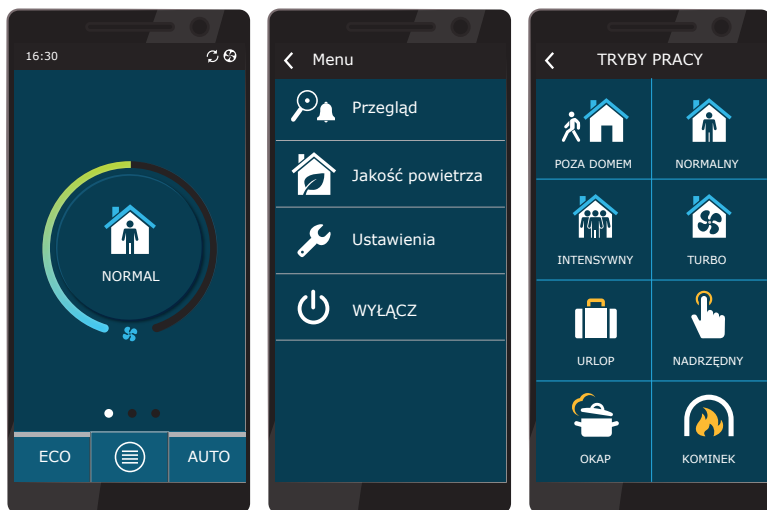 16:30
NORMAL
ECO
AUTO
Menu
Przegląd
Jakość powietrza
Ustawienia
WYŁĄCZ
TRYBY PRACY
POZA DOMEM
NORMALNY
INTENSYWNY
TURBO
URLOP
NADRZĘDNY
OKAP
KOMINEK